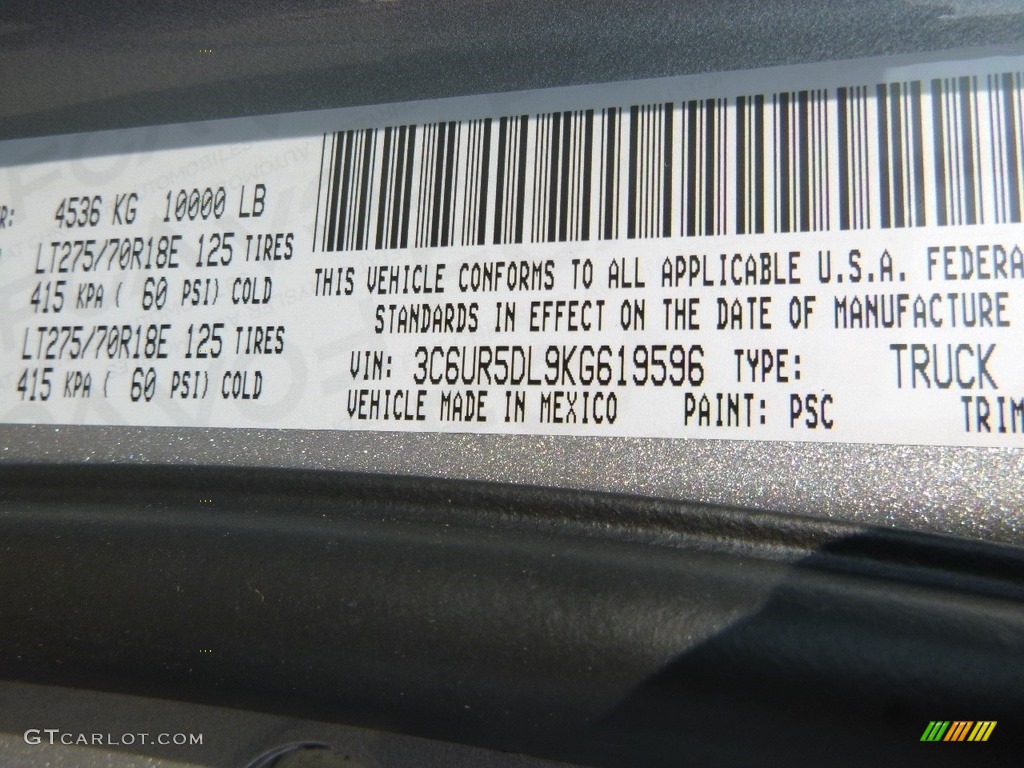 R: 4536 KG 10000 LB
LT275/70R18E 125 TIRES
415 KPA ( 60 PSI) COLD
LT275/70R18E 125 TIRES
415 KPA ( 60 PSI) COLD
THIS VEHICLE CONFORMS TO ALL APPLICABLE U.S.A. FEDERA
STANDARDS IN EFFECT ON THE DATE OF MANUFACTURE
VIN: 3C6UR5DL9KG619596 TYPE: TRUCK
VEHICLE MADE IN MEXICO PAINT: PSC TRIM
GTCARLOT.COM